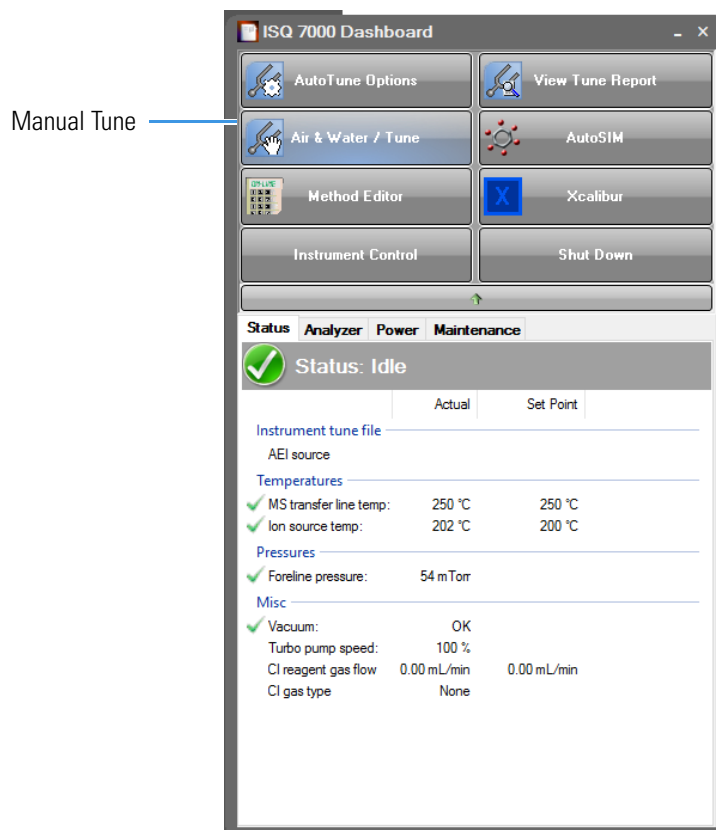 ISQ 7000 Dashboard
AutoTune Options
View Tune Report
Manual Tune
Air & Water / Tune
AutoSIM
Method Editor
X
Xcalibur
Instrument Control
Shut Down
Status Analyzer Power Maintenance
Status: Idle
Actual Set Point
Instrument tune file
AEI source
Temperatures
MS transfer line temp: 250 °C 250 °C
Ion source temp: 202 °C 200 °C
Pressures
Foreline pressure: 54 mTorr
Misc
Vacuum: OK
Turbo pump speed: 100 %
CI reagent gas flow 0.00 mL/min 0.00 mL/min
CI gas type None